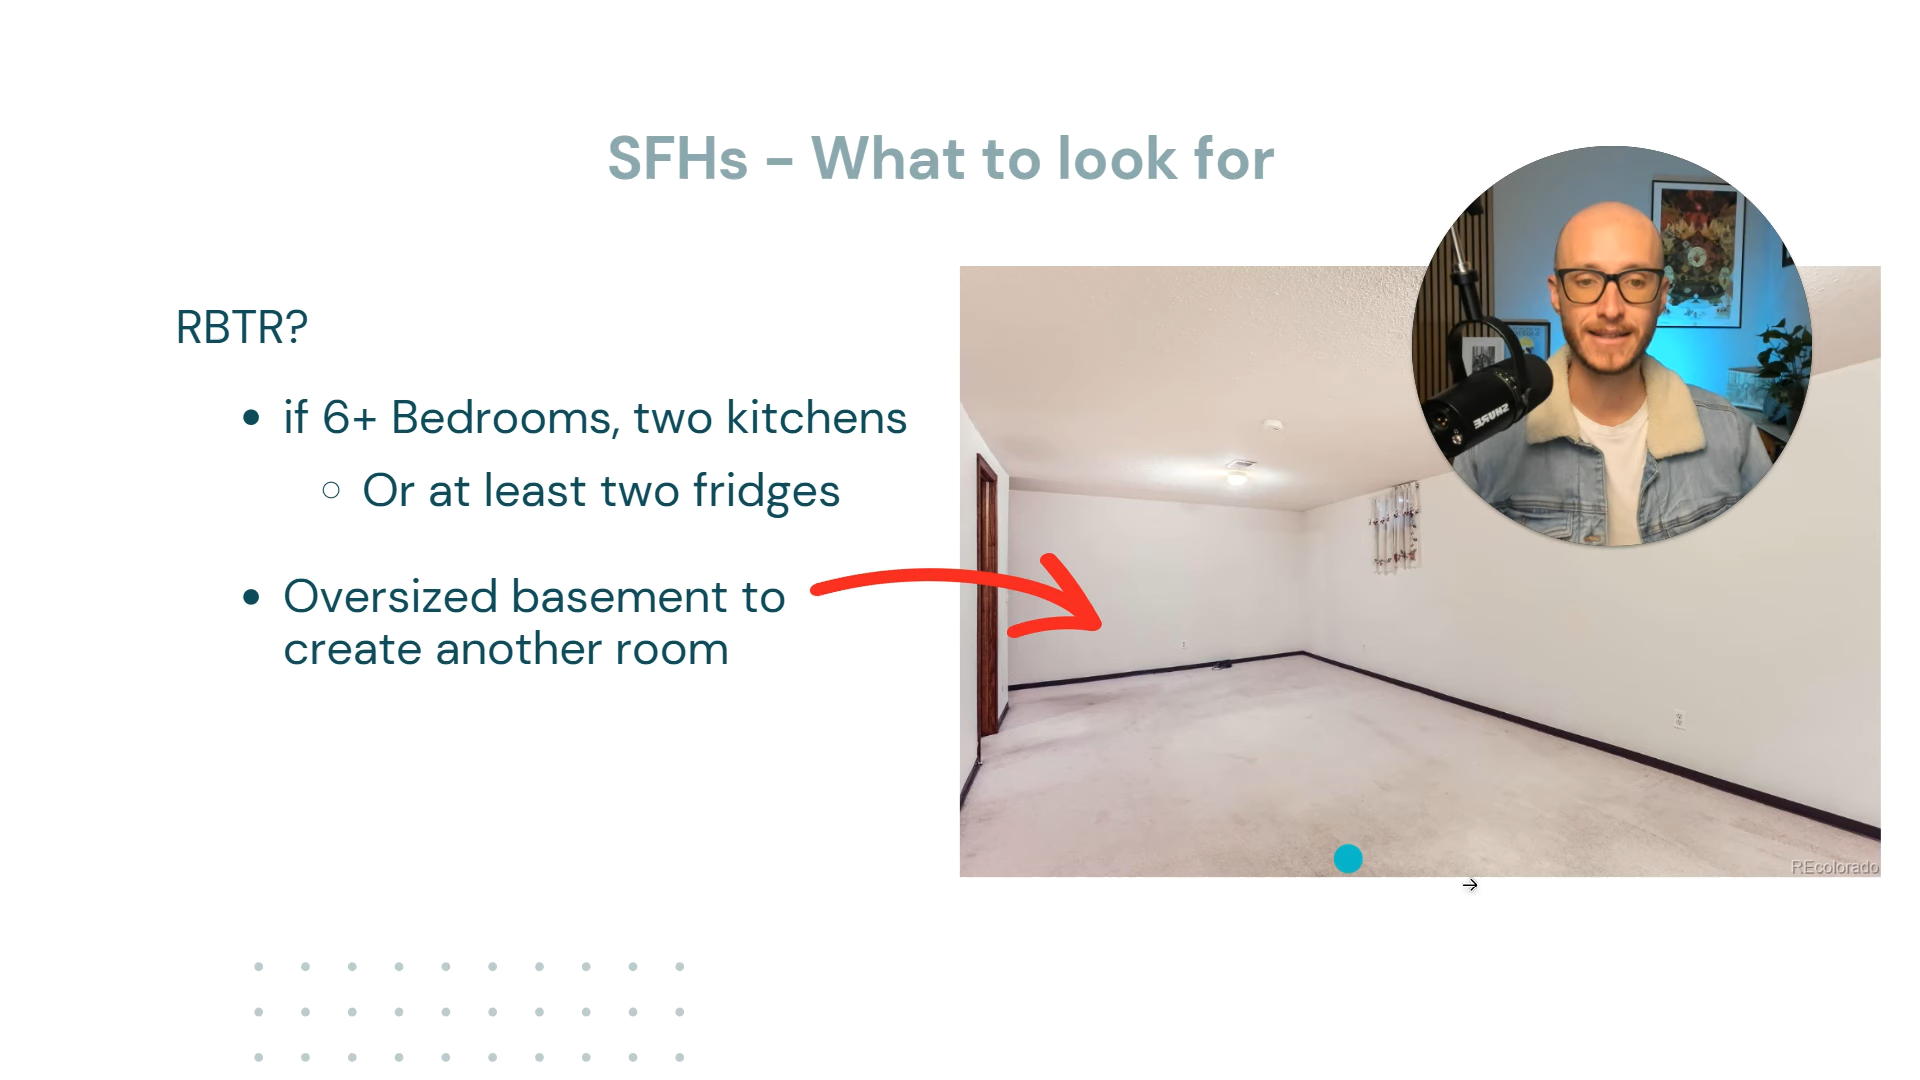 SFHs - What to look for
RBTR?
if 6+ Bedrooms, two kitchens
Or at least two fridges
Oversized basement to
create another room
SHURE
REcolorado